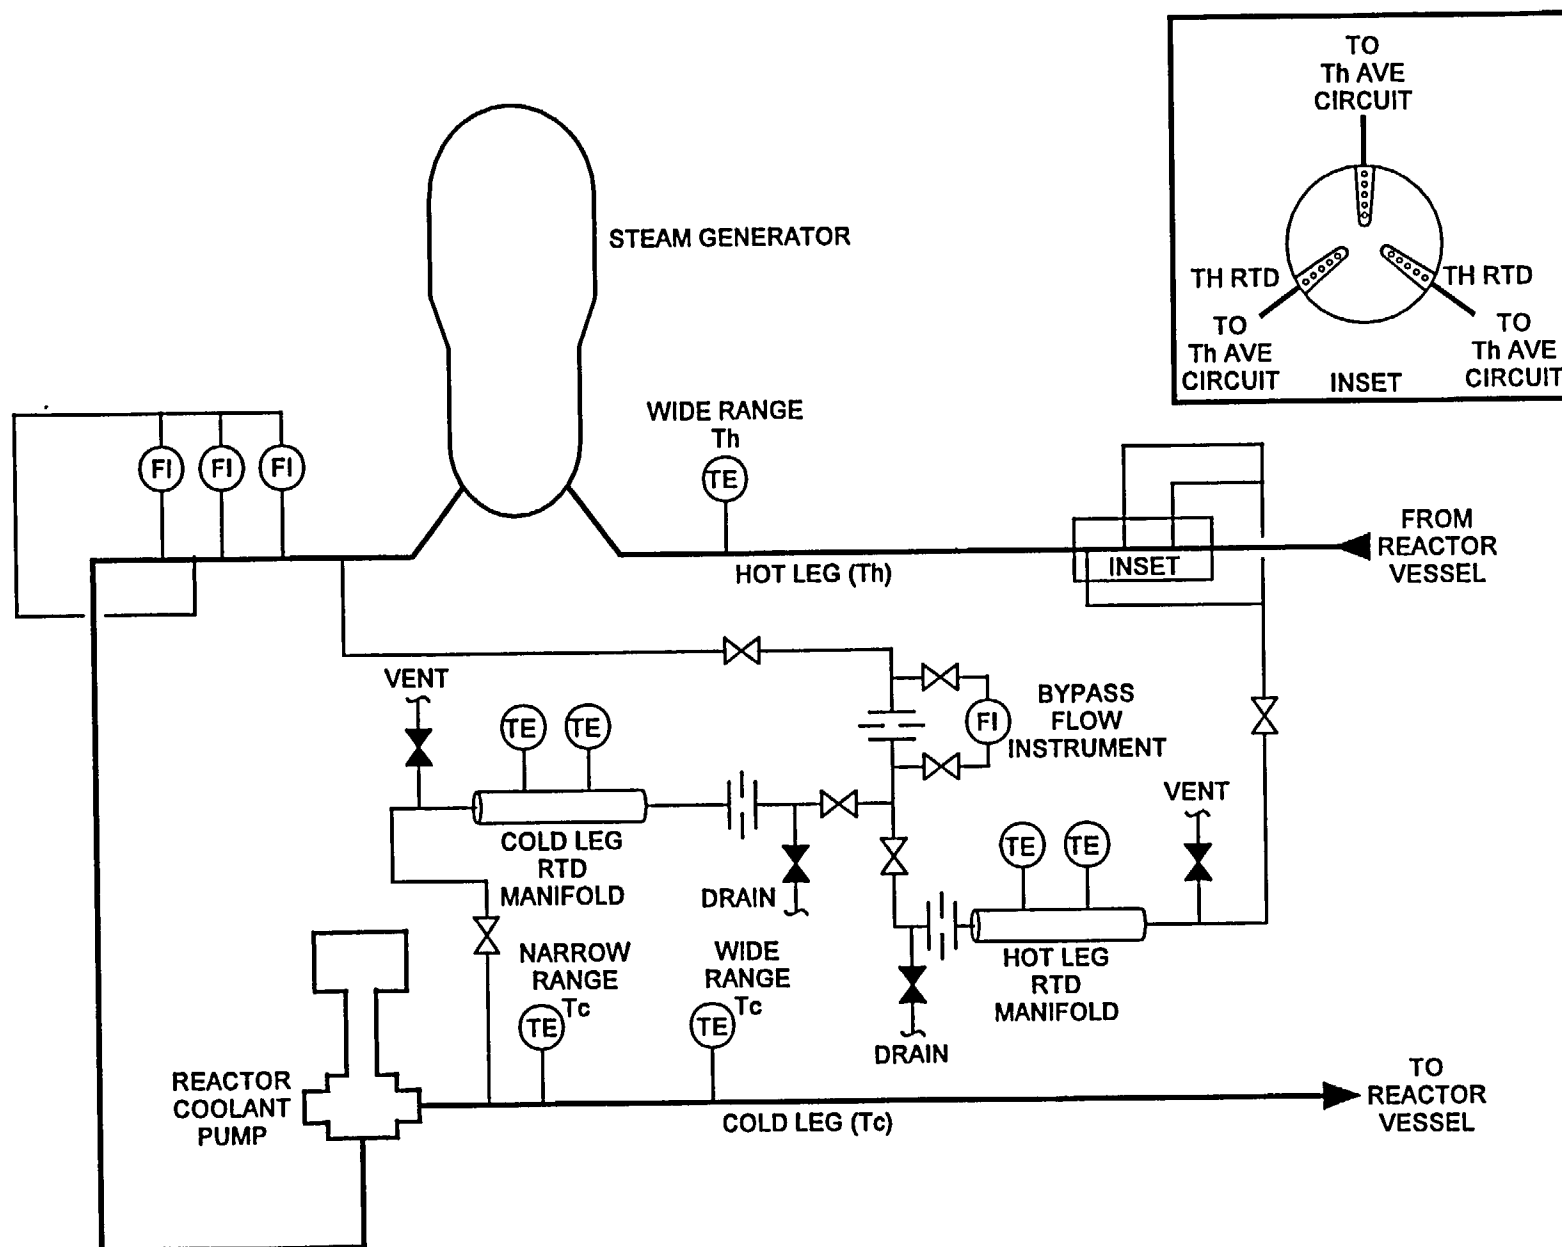 TO
Th AVE
CIRCUIT
TH RTD
TH RTD
TO
Th AVE
CIRCUIT
TO
Th AVE
CIRCUIT
INSET
STEAM GENERATOR
WIDE RANGE
Th
TE
FI
FI
FI
HOT LEG (Th)
INSET
FROM
REACTOR
VESSEL
VENT
TE
TE
COLD LEG
RTD
MANIFOLD
FI
BYPASS
FLOW
INSTRUMENT
DRAIN
VENT
TE
TE
HOT LEG
RTD
MANIFOLD
DRAIN
NARROW
RANGE
Tc
TE
WIDE
RANGE
Tc
TE
REACTOR
COOLANT
PUMP
COLD LEG (Tc)
TO
REACTOR
VESSEL